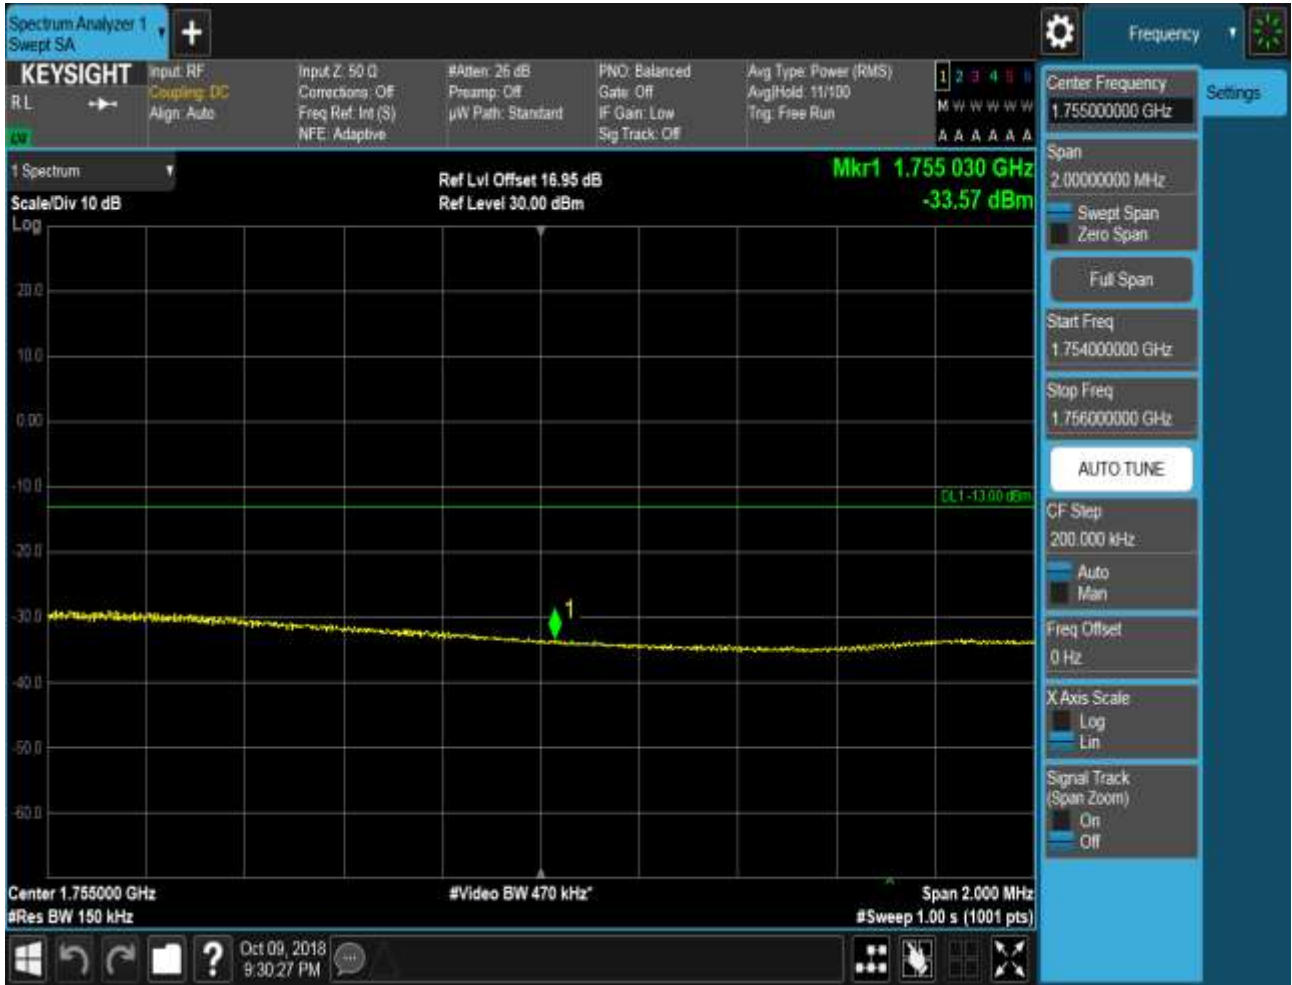 Spectrum Analyzer 1
Swept SA
Frequency
KEYSIGHT
RL
LW
Input: RF
Coupling: DC
Align: Auto
Input Z: 50 Ω
Corrections: Off
Freq Ref: Int (S)
NFE: Adaptive
#Atten: 26 dB
Preamp: Off
µW Path: Standard
PNO: Balanced
Gate: Off
IF Gain: Low
Sig Track: Off
Avg Type: Power (RMS)
Avg|Hold: 11/100
Trig: Free Run
1 2 3 4 5 6
M W W W W W
A A A A A A
1 Spectrum
Scale/Div 10 dB
Log
Ref Lvl Offset 16.95 dB
Ref Level 30.00 dBm
Mkr1 1.755 030 GHz
-33.57 dBm
20.0
10.0
0.00
-10.0
-20.0
-30.0
-40.0
-50.0
-60.0
DL1 -13.00 dBm
1
Center 1.755000 GHz
#Res BW 150 kHz
#Video BW 470 kHz*
Span 2.000 MHz
#Sweep 1.00 s (1001 pts)
Center Frequency
1.755000000 GHz
Settings
Span
2.00000000 MHz
Swept Span
Zero Span
Full Span
Start Freq
1.754000000 GHz
Stop Freq
1.756000000 GHz
AUTO TUNE
CF Step
200.000 kHz
Auto
Man
Freq Offset
0 Hz
X Axis Scale
Log
Lin
Signal Track
(Span Zoom)
On
Off
?
Oct 09, 2018
9:30:27 PM